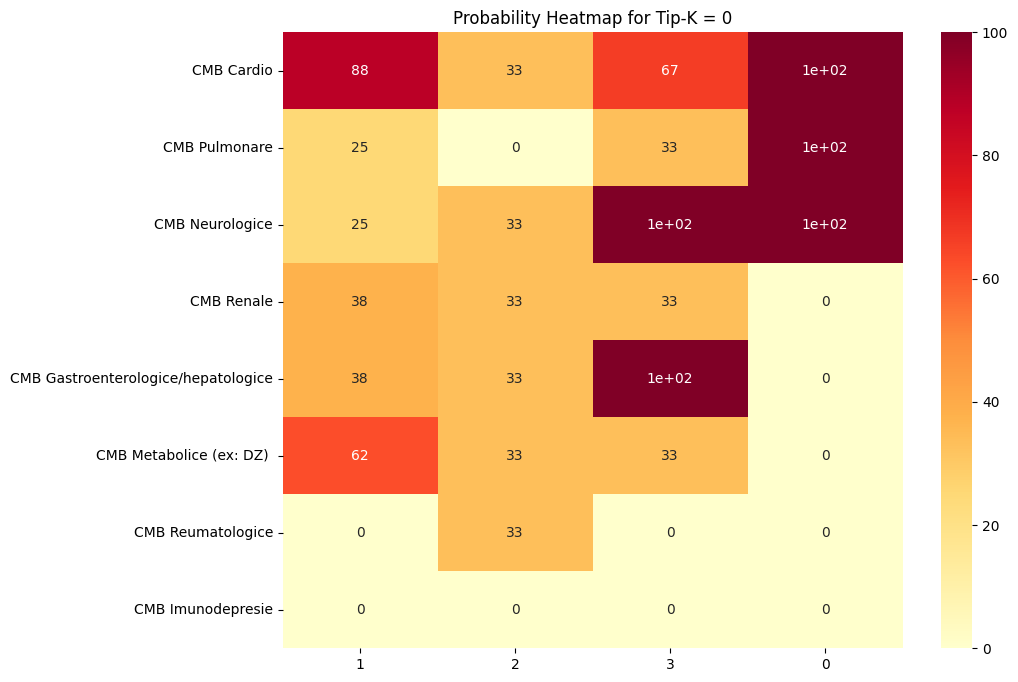 Probability Heatmap for Tip-K = 0
CMB Cardio 88 33 67 1e+02
CMB Pulmonare 25 0 33 1e+02
CMB Neurologice 25 33 1e+02 1e+02
CMB Renale 38 33 33 0
CMB Gastroenterologice/hepatologice 38 33 1e+02 0
CMB Metabolice (ex: DZ) 62 33 33 0
CMB Reumatologice 0 33 0 0
CMB Imunodepresie 0 0 0 0
1 2 3 0
100
80
60
40
20
0